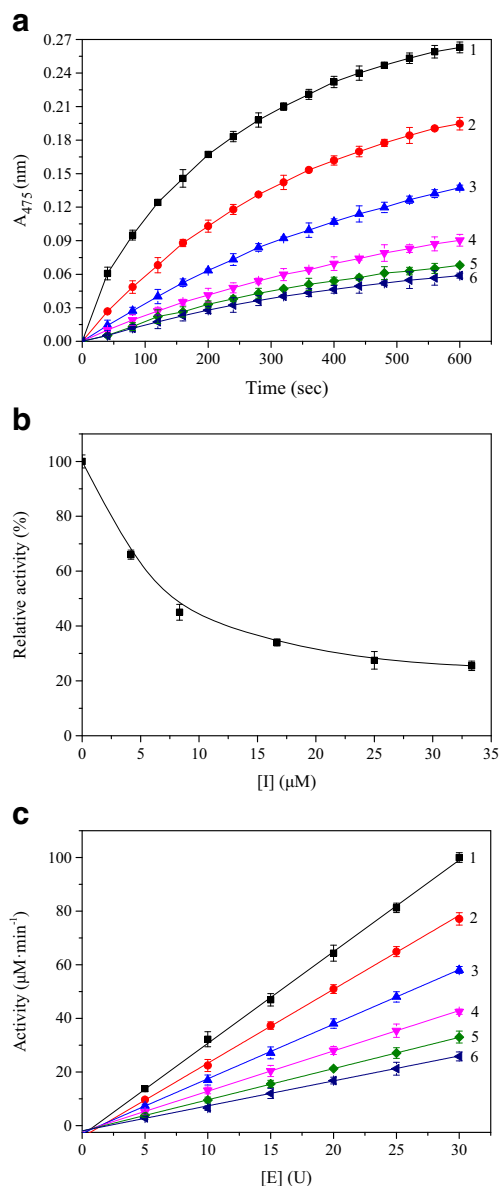 a
0.27
0.24
0.21
0.18
0.15
0.12
0.09
0.06
0.03
0.00
A₄₇₅ (nm)
1
2
3
4
5
6
0 100 200 300 400 500 600
Time (sec)
b
100
80
60
40
20
0
Relative activity (%)
0 5 10 15 20 25 30 35
[I] (μM)
c
100
80
60
40
20
0
Activity (μM·min⁻¹)
1
2
3
4
5
6
0 5 10 15 20 25 30
[E] (U)